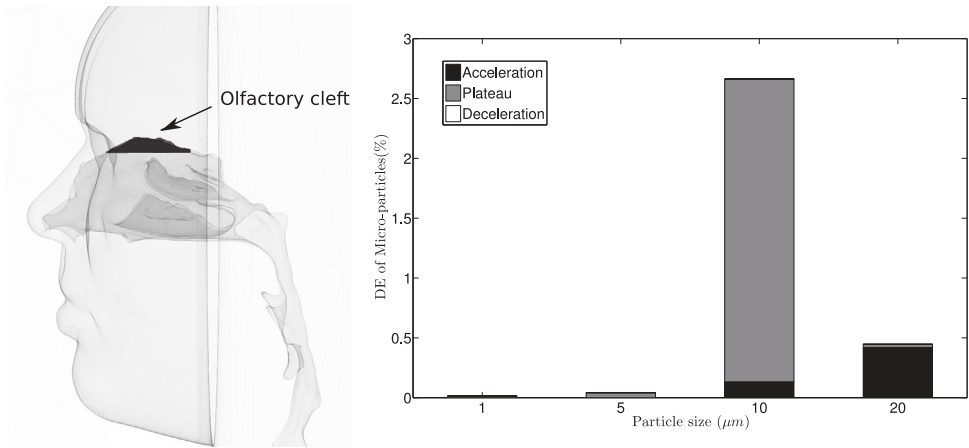 Olfactory cleft
Acceleration
Plateau
Deceleration
DE of Micro-particles(%)
3
2.5
2
1.5
1
0.5
0
1 5 10 20
Particle size (μm)